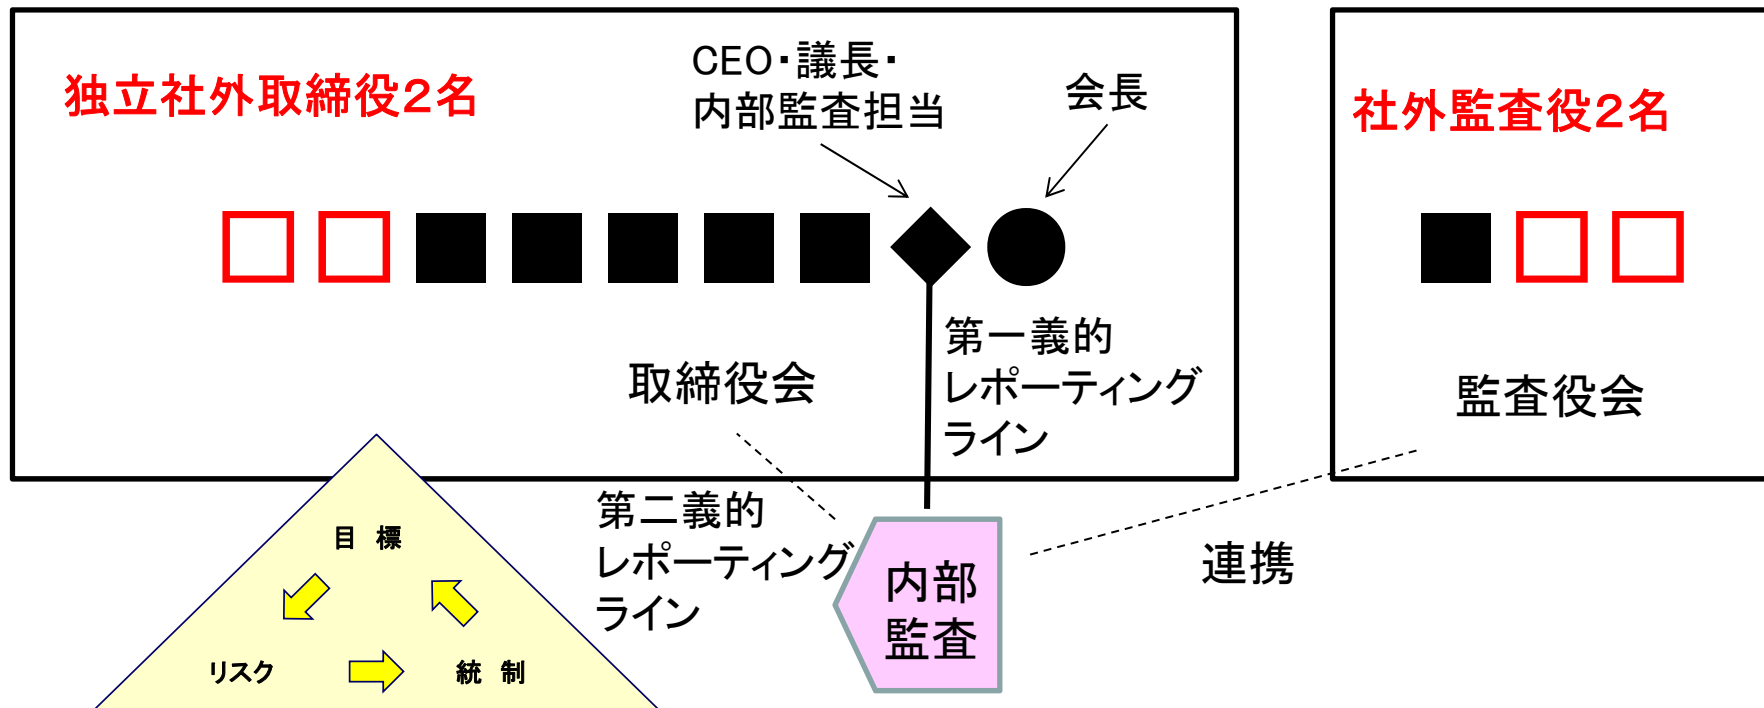 CEO・議長・
内部監査担当
会長
独立社外取締役2名
社外監査役2名
第一義的
レポーティング
ライン
取締役会
監査役会
第二義的
レポーティング
ライン
連携
内部
監査
目 標
リスク
統 制